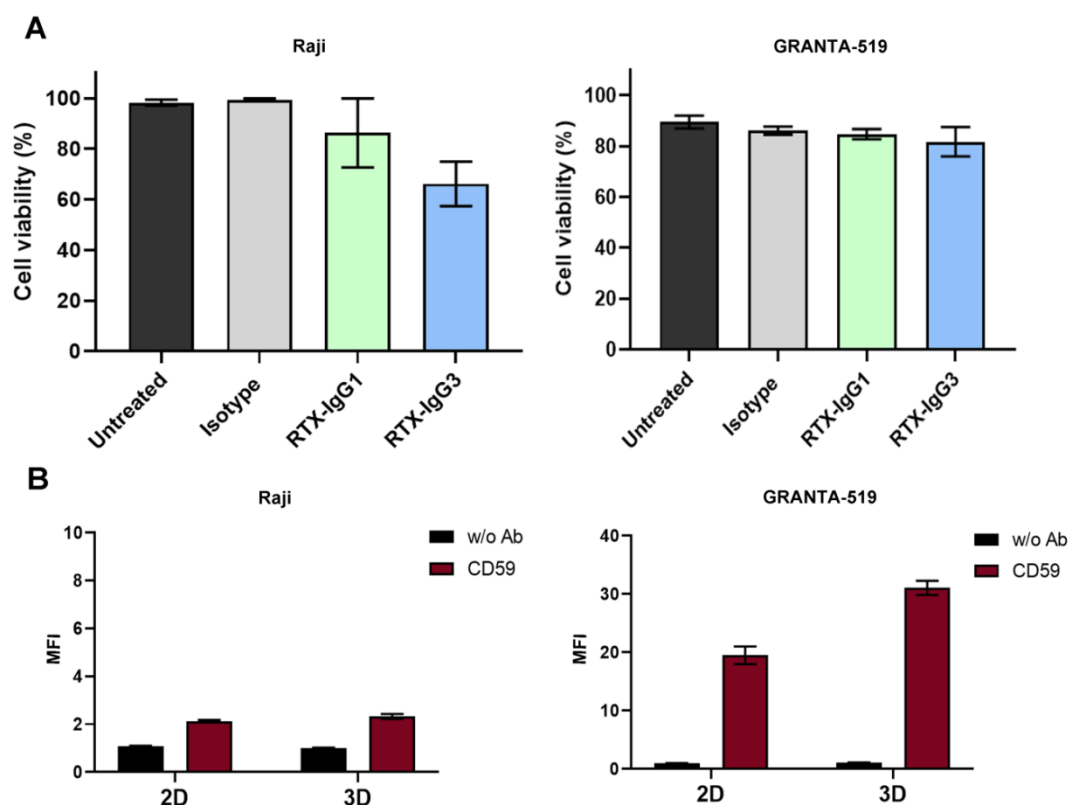 A
Raji
GRANTA-519
Cell viability (%)
100
80
60
40
20
0
Untreated
Isotype
RTX-IgG1
RTX-IgG3
Cell viability (%)
100
80
60
40
20
0
Untreated
Isotype
RTX-IgG1
RTX-IgG3
B
Raji
GRANTA-519
MFI
10
8
6
4
2
0
2D
3D
w/o Ab
CD59
MFI
40
30
20
10
0
2D
3D
w/o Ab
CD59